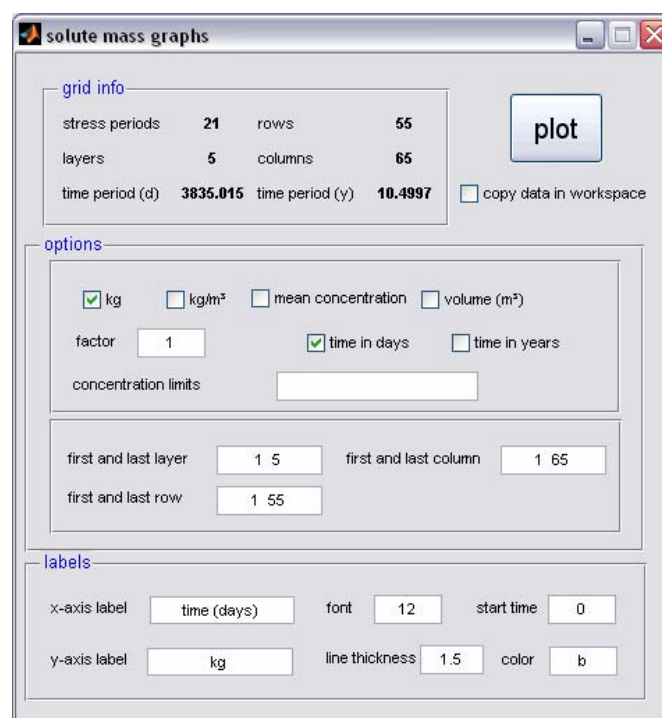 solute mass graphs
grid info
stress periods 21 rows 55
layers 5 columns 65
time period (d) 3835.015 time period (y) 10.4997
plot
copy data in workspace
options
kg kg/m³ mean concentration volume (m³)
factor 1 time in days time in years
concentration limits
first and last layer 1 5 first and last column 1 65
first and last row 1 55
labels
x-axis label time (days) font 12 start time 0
y-axis label kg line thickness 1.5 color b